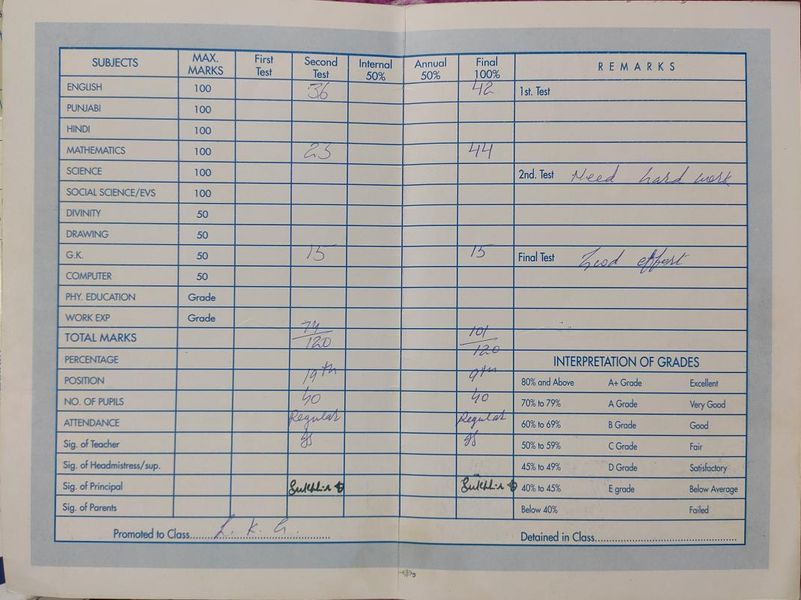 SUBJECTS MAX. MARKS First Test Second Test Internal 50% Annual 50% Final 100% REMARKS
ENGLISH 100 36 42 1st. Test
PUNJABI 100
HINDI 100
MATHEMATICS 100 23 44
SCIENCE 100 2nd. Test Need hard work
SOCIAL SCIENCE/EVS 100
DIVINITY 50
DRAWING 50
G.K. 50 15 15 Final Test Good effort
COMPUTER 50
PHY. EDUCATION Grade
WORK EXP Grade
TOTAL MARKS 74/120 101/120
PERCENTAGE INTERPRETATION OF GRADES
POSITION 19th 9th 80% and Above A+ Grade Excellent
NO. OF PUPILS 40 40 70% to 79% A Grade Very Good
ATTENDANCE Regular Regular 60% to 69% B Grade Good
Sig. of Teacher 50% to 59% C Grade Fair
Sig. of Headmistress/sup. 45% to 49% D Grade Satisfactory
Sig. of Principal 40% to 45% E grade Below Average
Sig. of Parents Below 40% Failed
Promoted to Class L. K. G. Detained in Class